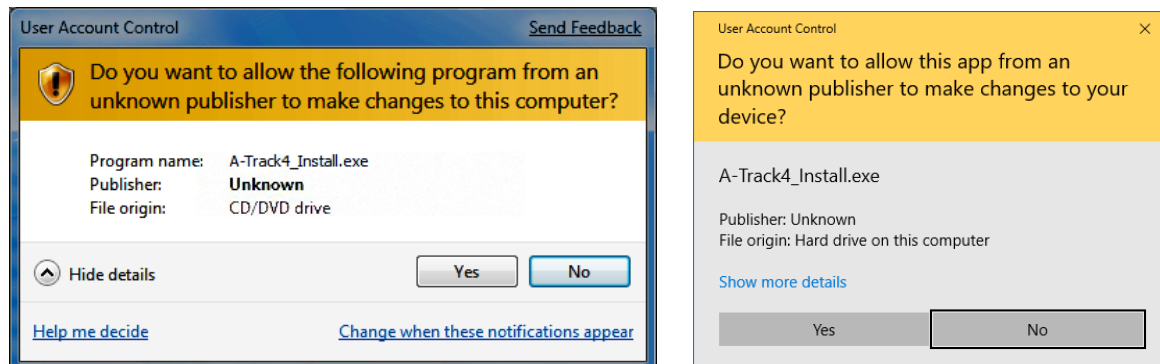 User Account Control
Send Feedback
Do you want to allow the following program from an
unknown publisher to make changes to this computer?
Program name: A-Track4_Install.exe
Publisher: Unknown
File origin: CD/DVD drive
Hide details
Yes
No
Help me decide
Change when these notifications appear
User Account Control
Do you want to allow this app from an
unknown publisher to make changes to your
device?
A-Track4_Install.exe
Publisher: Unknown
File origin: Hard drive on this computer
Show more details
Yes
No